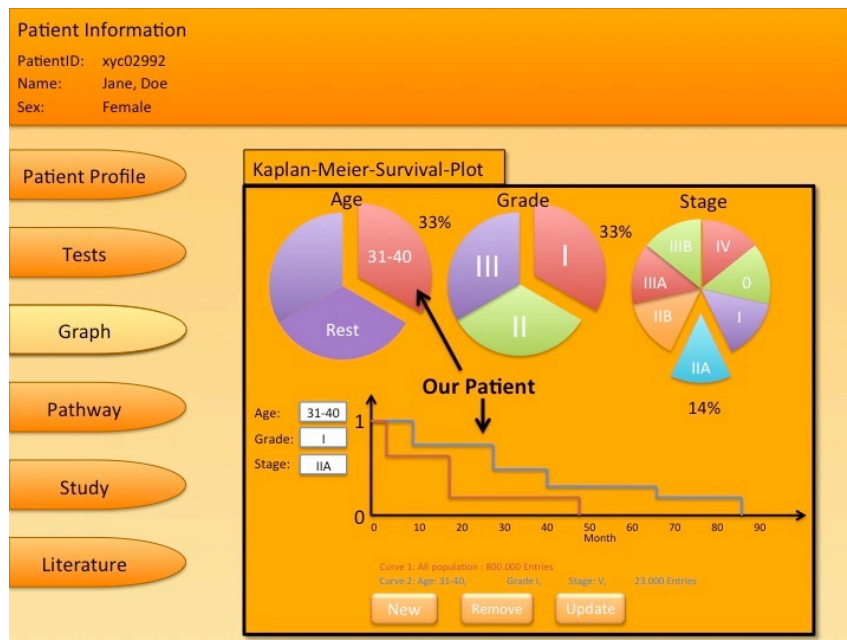 Patient Information
PatientID: xyc02992
Name: Jane, Doe
Sex: Female
Patient Profile
Tests
Graph
Pathway
Study
Literature
Kaplan-Meier-Survival-Plot
Age
Grade
Stage
31-40
33%
Rest
III
I
33%
II
IIIB
IV
IIIA
0
IIB
I
IIA
14%
Our Patient
Age: 31-40
Grade: I
Stage: IIA
1
0
0 10 20 30 40 50 60 70 80 90
Month
Curve 1: All population : 800.000 Entries
Curve 2: Age: 31-40, Grade I, Stage: V, 23.000 Entries
New Remove Update